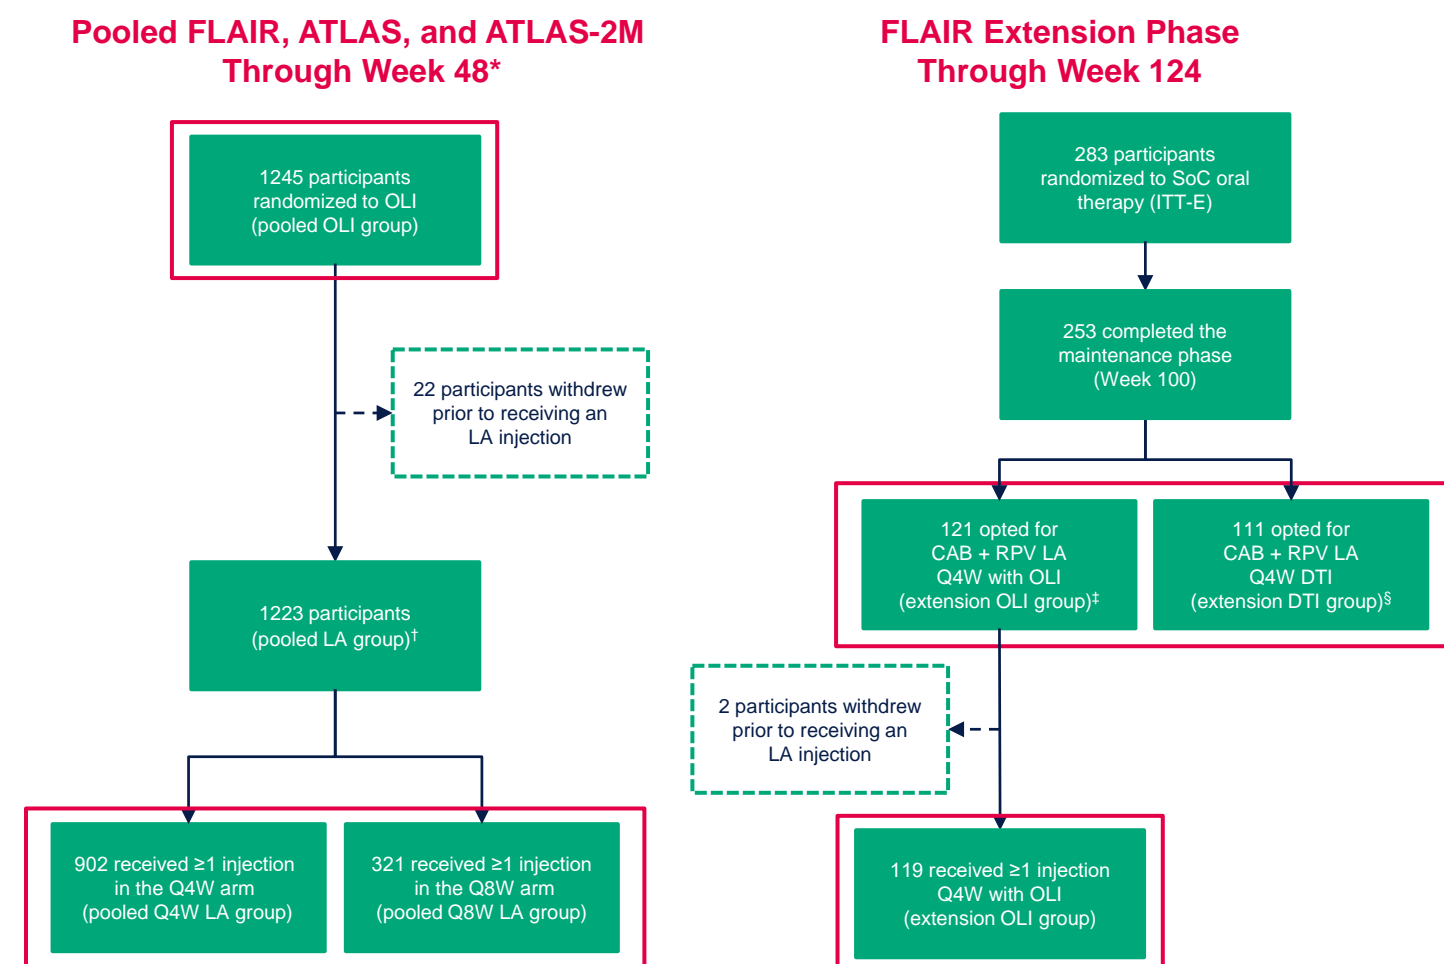 Pooled FLAIR, ATLAS, and ATLAS-2M
Through Week 48*
1245 participants
randomized to OLI
(pooled OLI group)
22 participants withdrew
prior to receiving an
LA injection
1223 participants
(pooled LA group)†
902 received ≥1 injection
in the Q4W arm
(pooled Q4W LA group)
321 received ≥1 injection
in the Q8W arm
(pooled Q8W LA group)
FLAIR Extension Phase
Through Week 124
283 participants
randomized to SoC oral
therapy (ITT-E)
253 completed the
maintenance phase
(Week 100)
121 opted for
CAB + RPV LA
Q4W with OLI
(extension OLI group)‡
111 opted for
CAB + RPV LA
Q4W DTI
(extension DTI group)§
2 participants withdrew
prior to receiving an
LA injection
119 received ≥1 injection
Q4W with OLI
(extension OLI group)